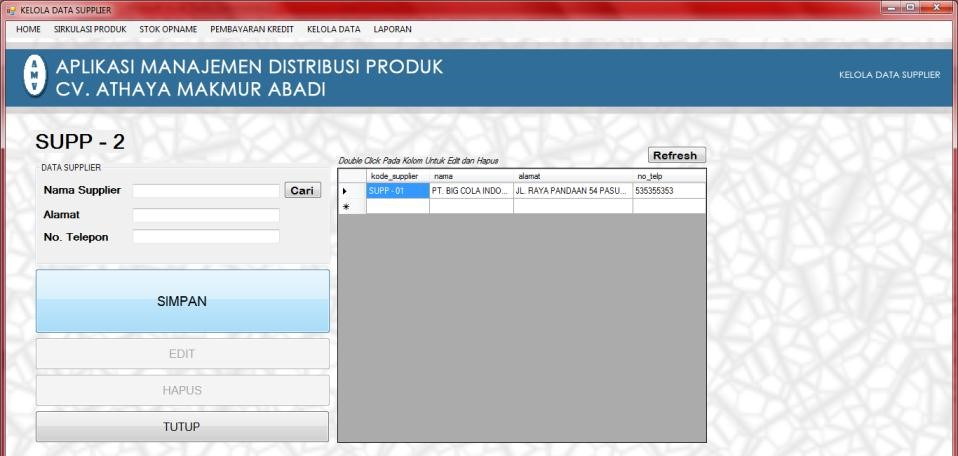 KELOLA DATA SUPPLIER
HOME SIRKULASI PRODUK STOK OPNAME PEMBAYARAN KREDIT KELOLA DATA LAPORAN
AMV
APLIKASI MANAJEMEN DISTRIBUSI PRODUK
CV. ATHAYA MAKMUR ABADI
KELOLA DATA SUPPLIER
SUPP - 2
DATA SUPPLIER
Nama Supplier Cari
Alamat
No. Telepon
SIMPAN
EDIT
HAPUS
TUTUP
Double Click Pada Kolom Untuk Edit dan Hapus
Refresh
kode_supplier nama alamat no_telp
SUPP - 01 PT. BIG COLA INDO... JL. RAYA PANDAAN 54 PASU... 535355353